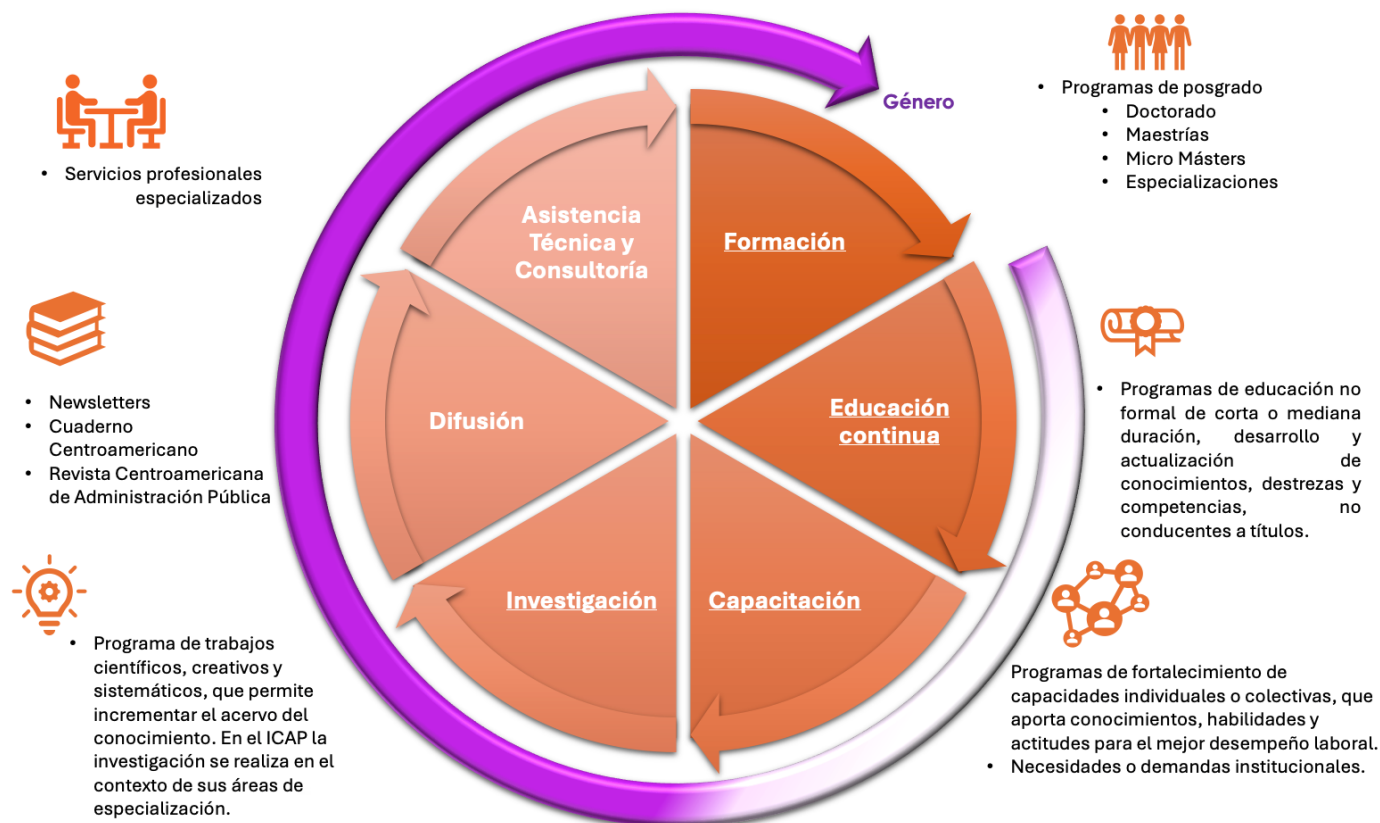 Género
• Programas de posgrado
• Doctorado
• Maestrías
• Micro Másters
• Especializaciones
• Servicios profesionales
especializados
Asistencia
Técnica y
Consultoría
Formación
Educación
continua
• Programas de educación no
formal de corta o mediana
duración, desarrollo y
actualización de
conocimientos, destrezas y
competencias, no
conducentes a títulos.
Difusión
• Newsletters
• Cuaderno
Centroamericano
• Revista Centroamericana
de Administración Pública
Investigación
Capacitación
• Programa de trabajos
científicos, creativos y
sistemáticos, que permite
incrementar el acervo del
conocimiento. En el ICAP la
investigación se realiza en el
contexto de sus áreas de
especialización.
Programas de fortalecimiento de
capacidades individuales o colectivas, que
aporta conocimientos, habilidades y
actitudes para el mejor desempeño laboral.
• Necesidades o demandas institucionales.